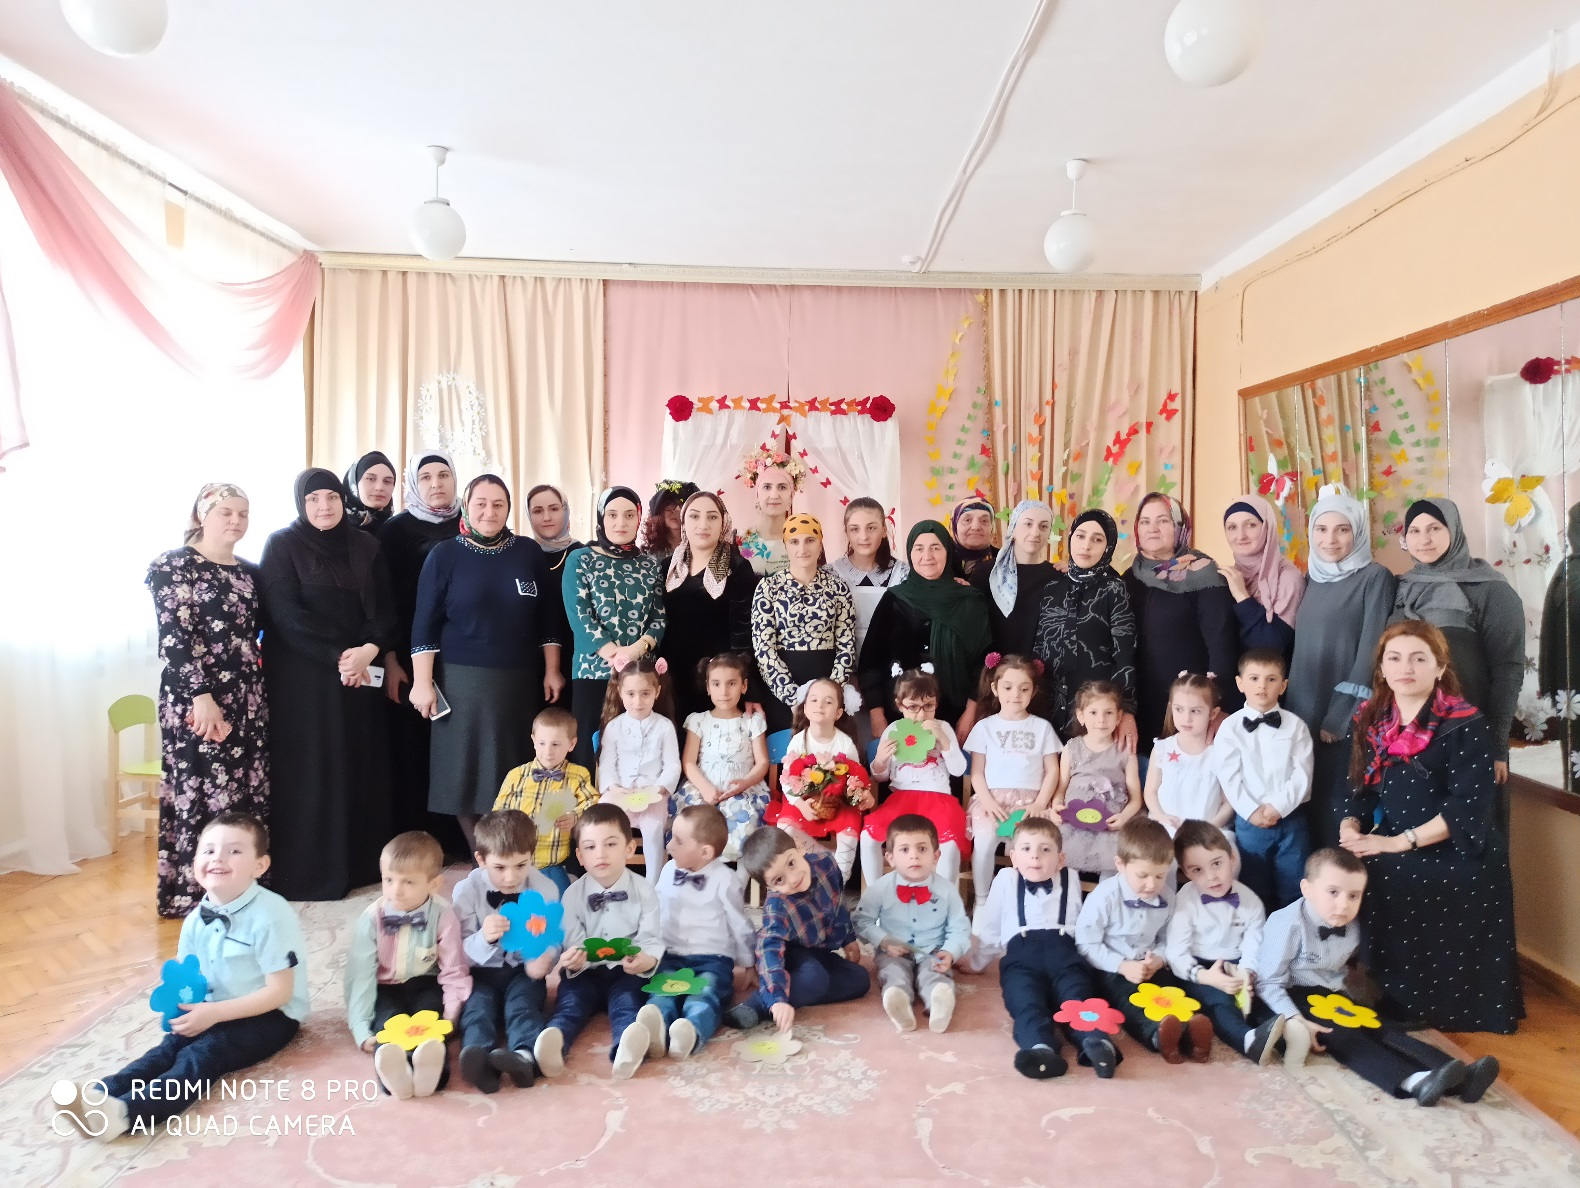 YES
REDMI NOTE 8 PRO
AI QUAD CAMERA